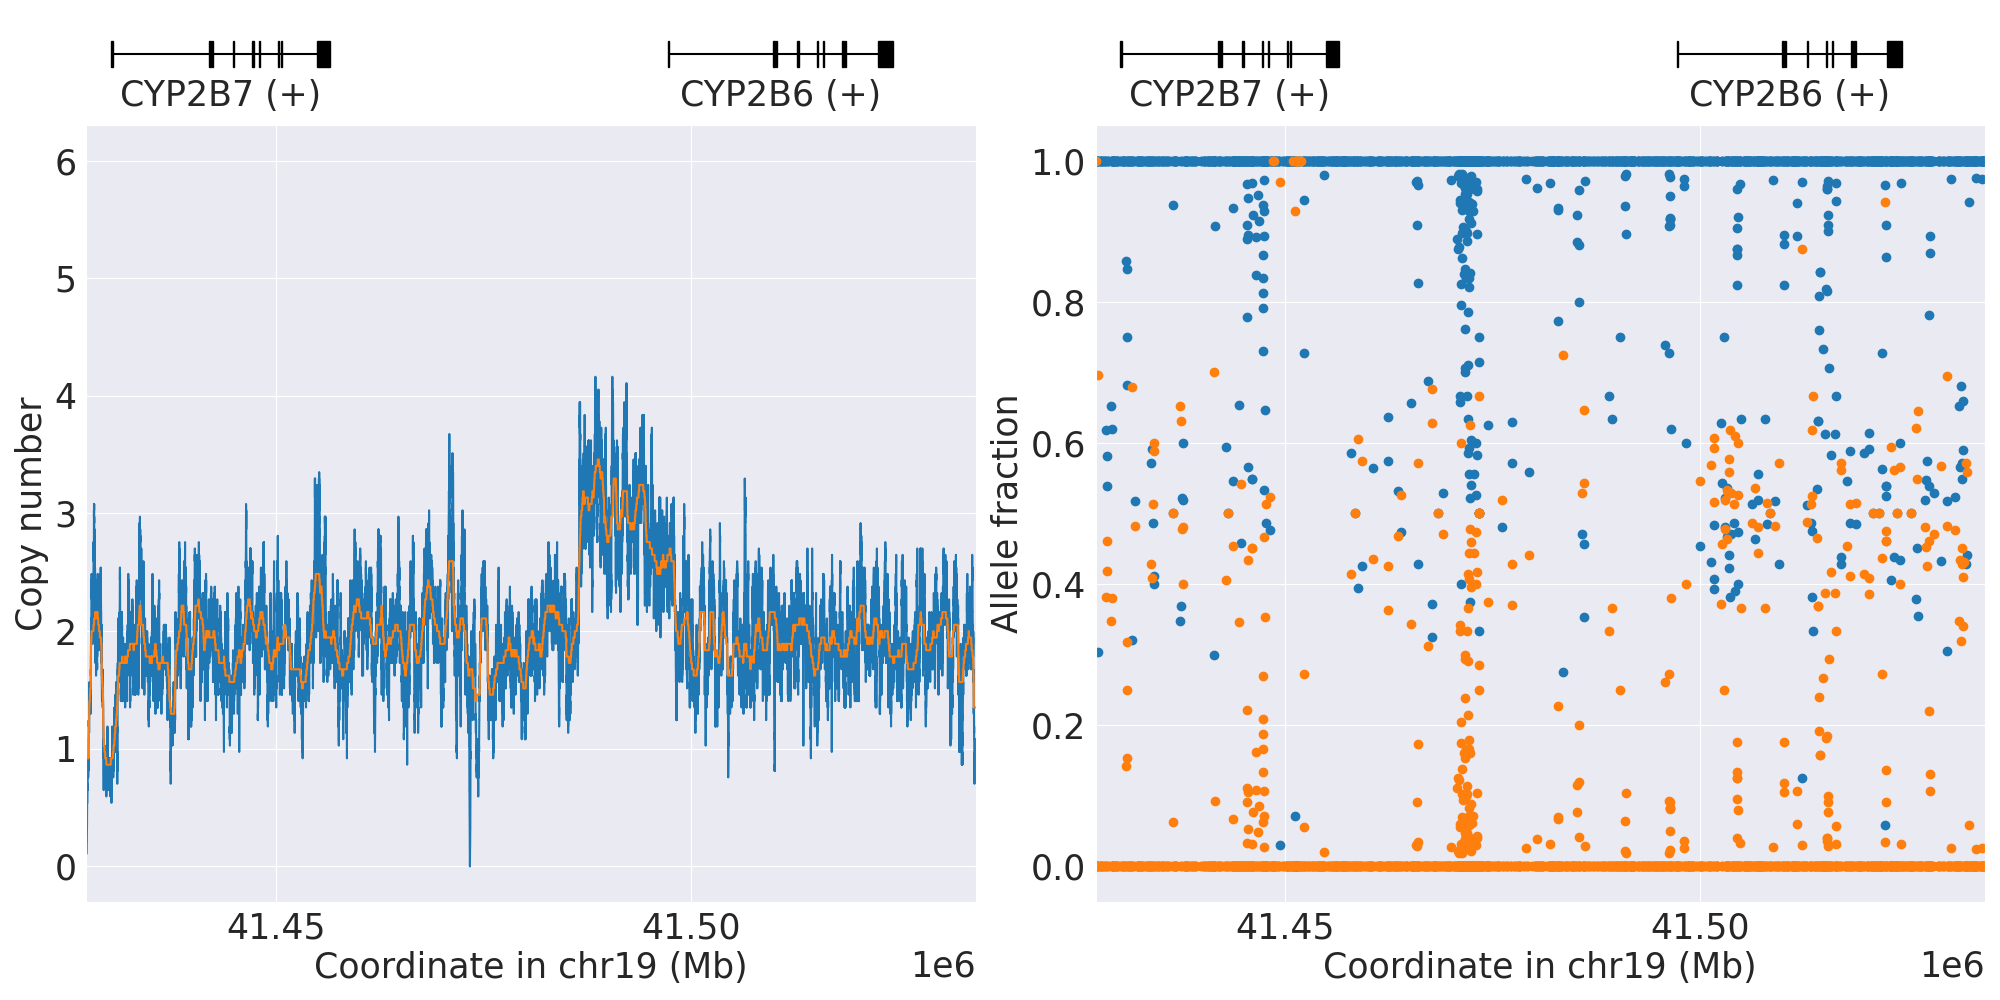 CYP2B7 (+)
CYP2B6 (+)
6
5
4
3
2
1
0
Copy number
41.45
41.50
Coordinate in chr19 (Mb)
1e6
CYP2B7 (+)
CYP2B6 (+)
1.0
0.8
0.6
0.4
0.2
0.0
Allele fraction
41.45
41.50
Coordinate in chr19 (Mb)
1e6